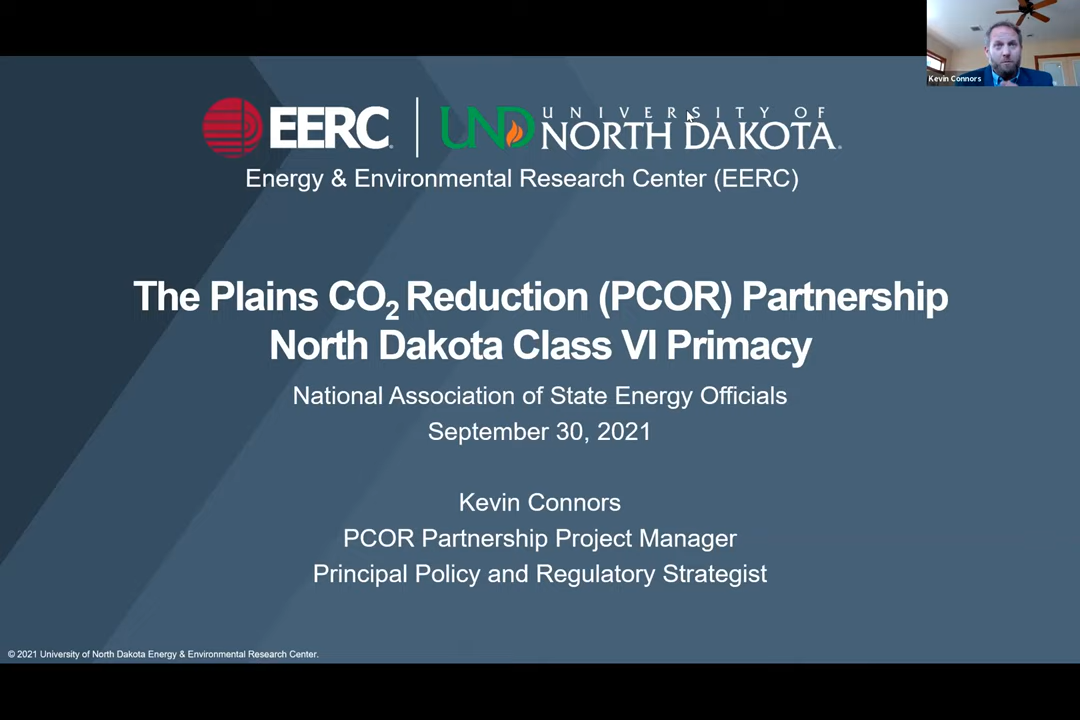 Kevin Connors
EERC
UND
UNIVERSITY OF
NORTH DAKOTA.
Energy & Environmental Research Center (EERC)
The Plains CO₂ Reduction (PCOR) Partnership
North Dakota Class VI Primacy
National Association of State Energy Officials
September 30, 2021
Kevin Connors
PCOR Partnership Project Manager
Principal Policy and Regulatory Strategist
© 2021 University of North Dakota Energy & Environmental Research Center.